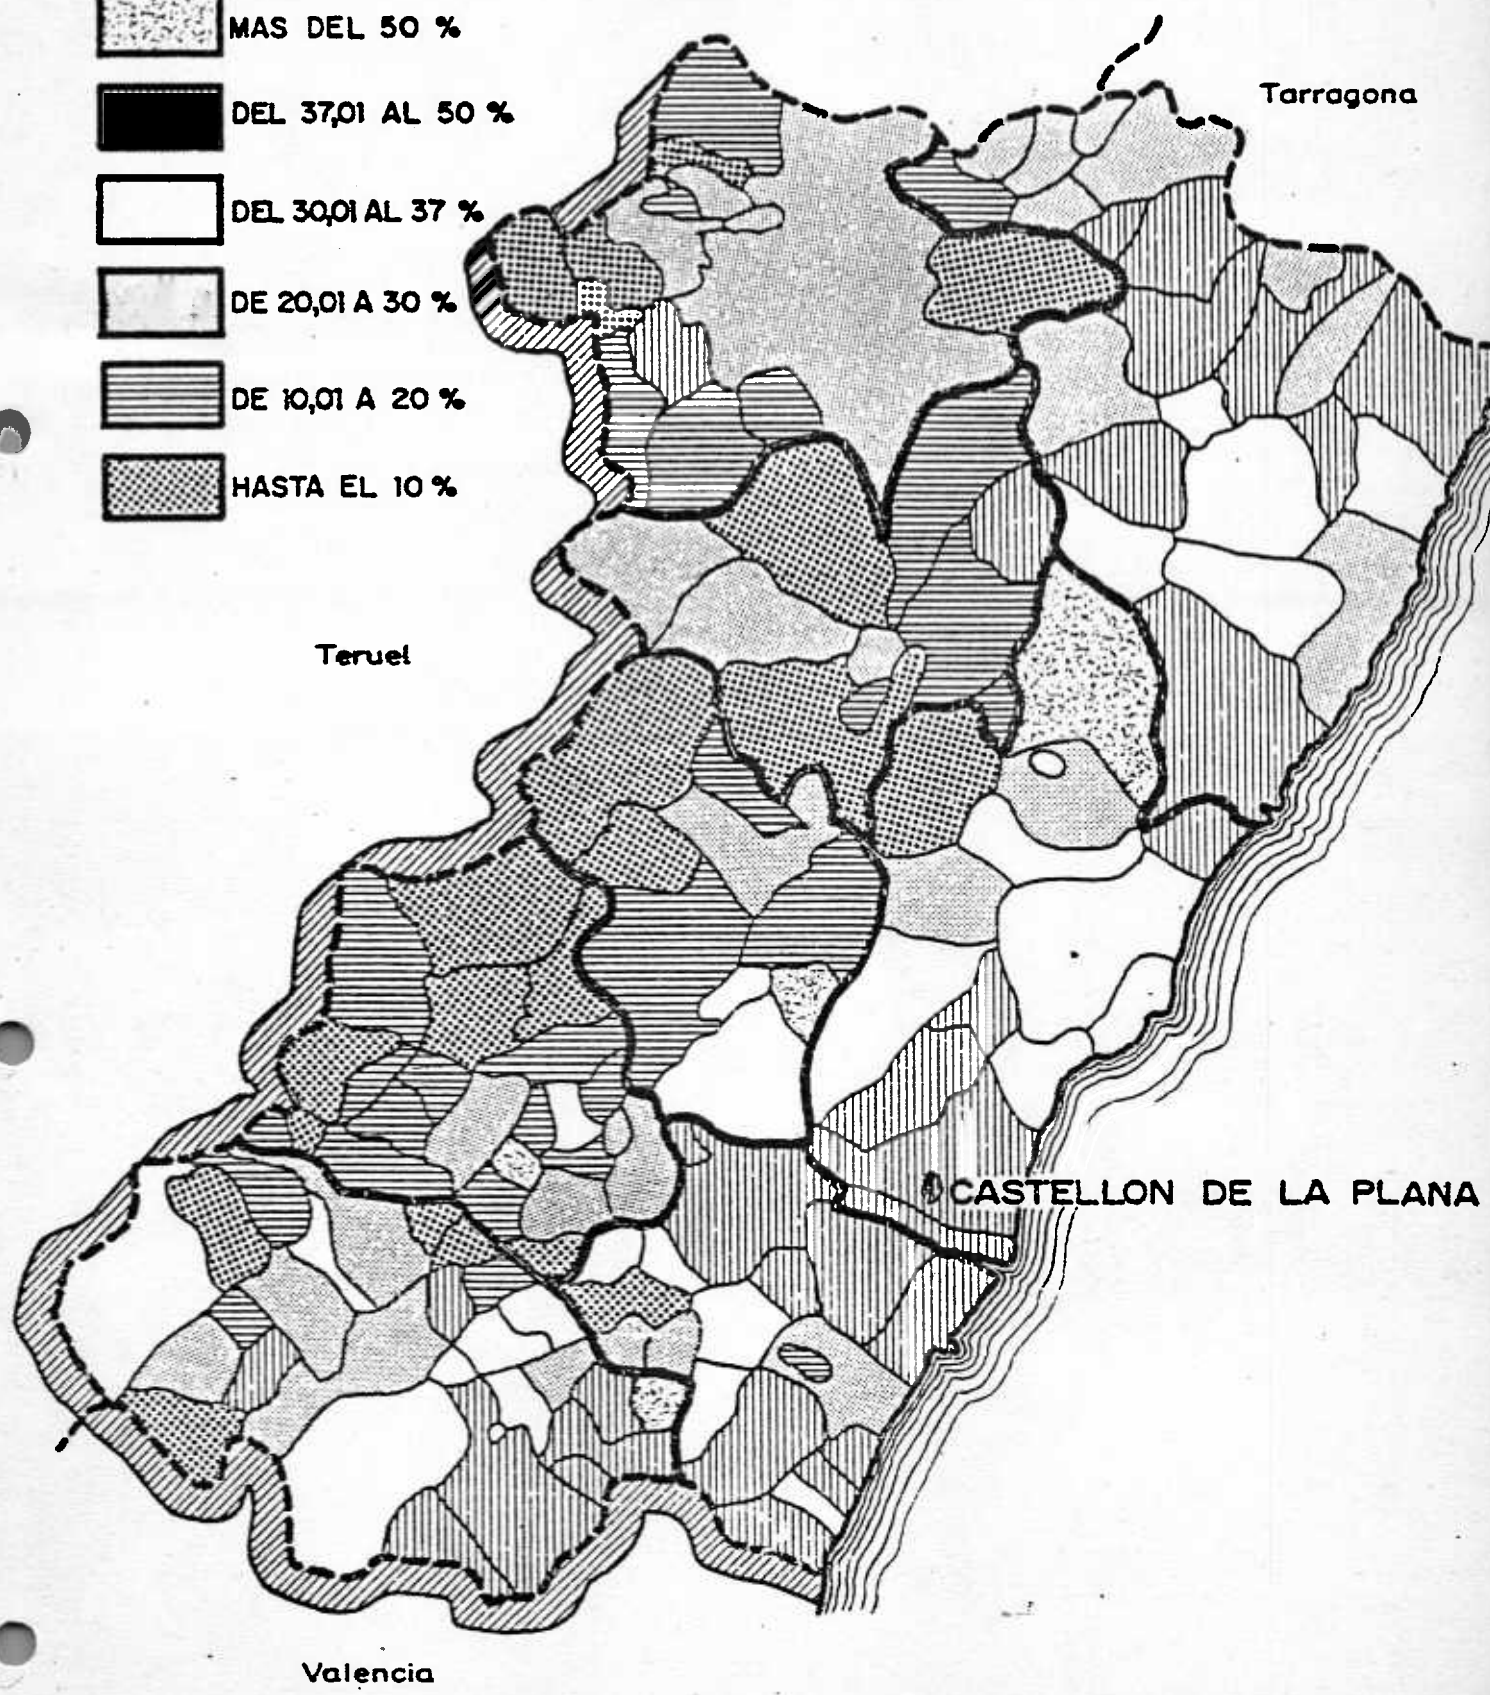 MAS DEL 50 %
DEL 37,01 AL 50 %
DEL 30,01 AL 37 %
DE 20,01 A 30 %
DE 10,01 A 20 %
HASTA EL 10 %
Tarragona
Teruel
CASTELLON DE LA PLANA
Valencia